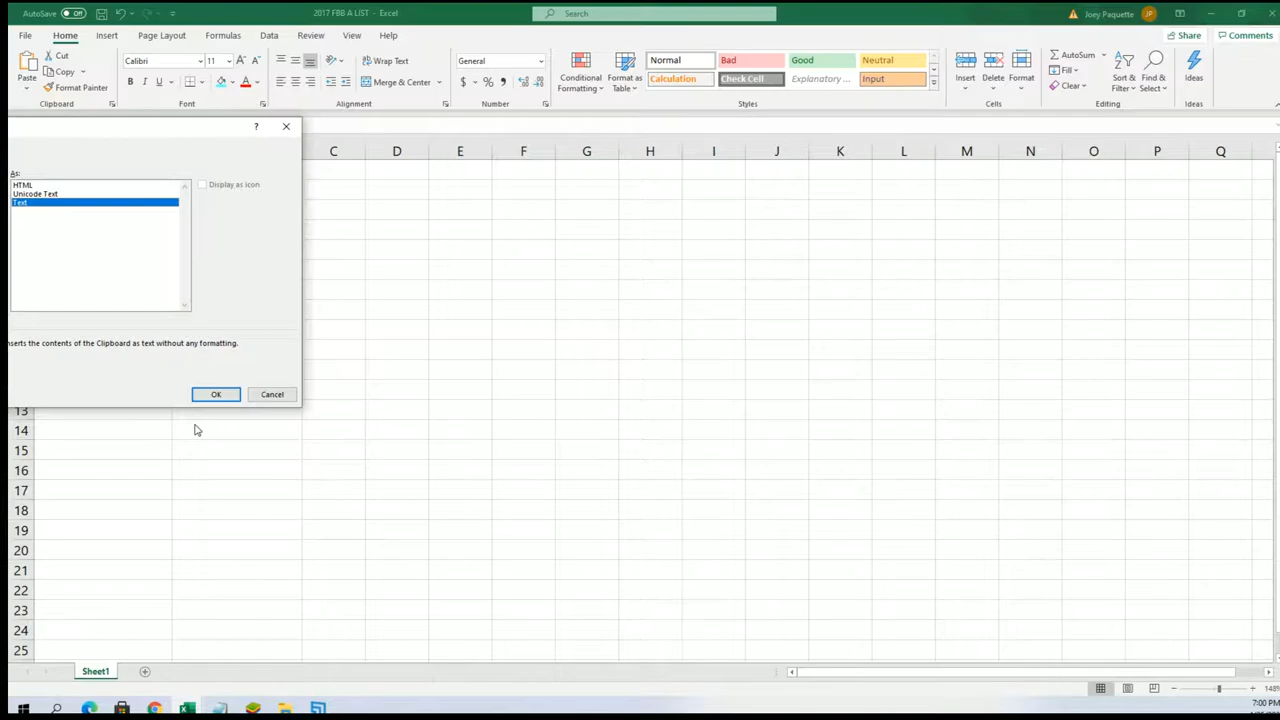 AutoSave Off 2017 FBB A LIST - Excel Search Joey Paquette JP
File Home Insert Page Layout Formulas Data Review View Help Share Comments
Paste Cut Copy Format Painter
Calibri 11
B I U
Wrap Text
Merge & Center
General
$ %
Conditional Formatting Format as Table
Normal Bad Good Neutral
Calculation Check Cell Explanatory ... Input
Insert Delete Format
AutoSum Fill Clear
Sort & Filter Find & Select
Ideas
Clipboard Font Alignment Number Styles Cells Editing Ideas
? 
C D E F G H I J K L M N O P Q
As:
HTML
Unicode Text
Text
Display as icon
nserts the contents of the Clipboard as text without any formatting.
OK Cancel
13
14
15
16
17
18
19
20
21
22
23
24
25
Sheet1
7:00 PM